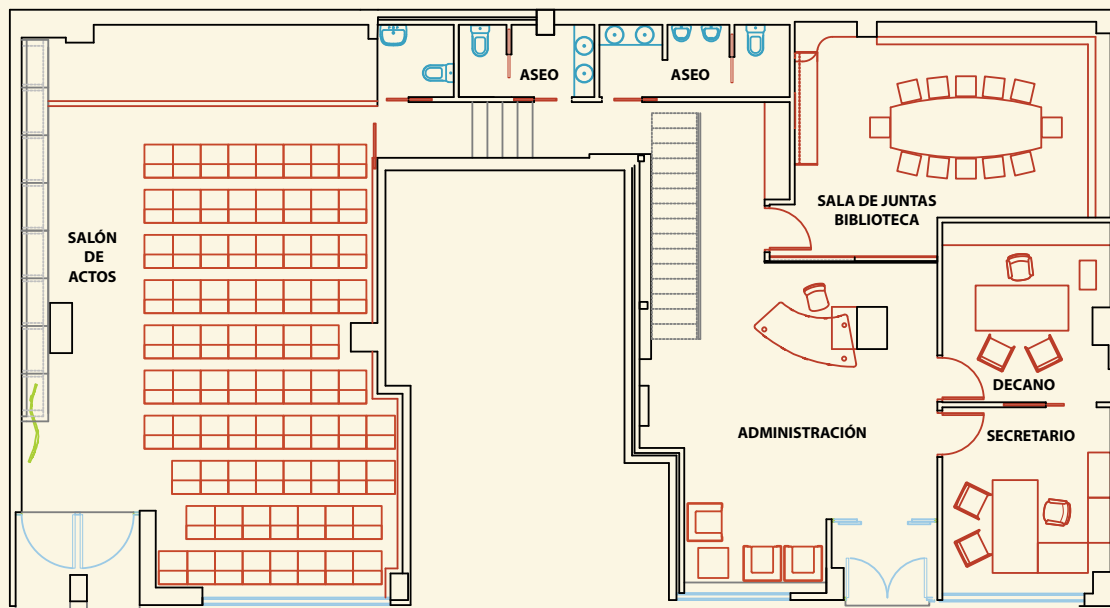 ASEO
ASEO
SALA DE JUNTAS
BIBLIOTECA
SALÓN
DE
ACTOS
DECANO
ADMINISTRACIÓN
SECRETARIO